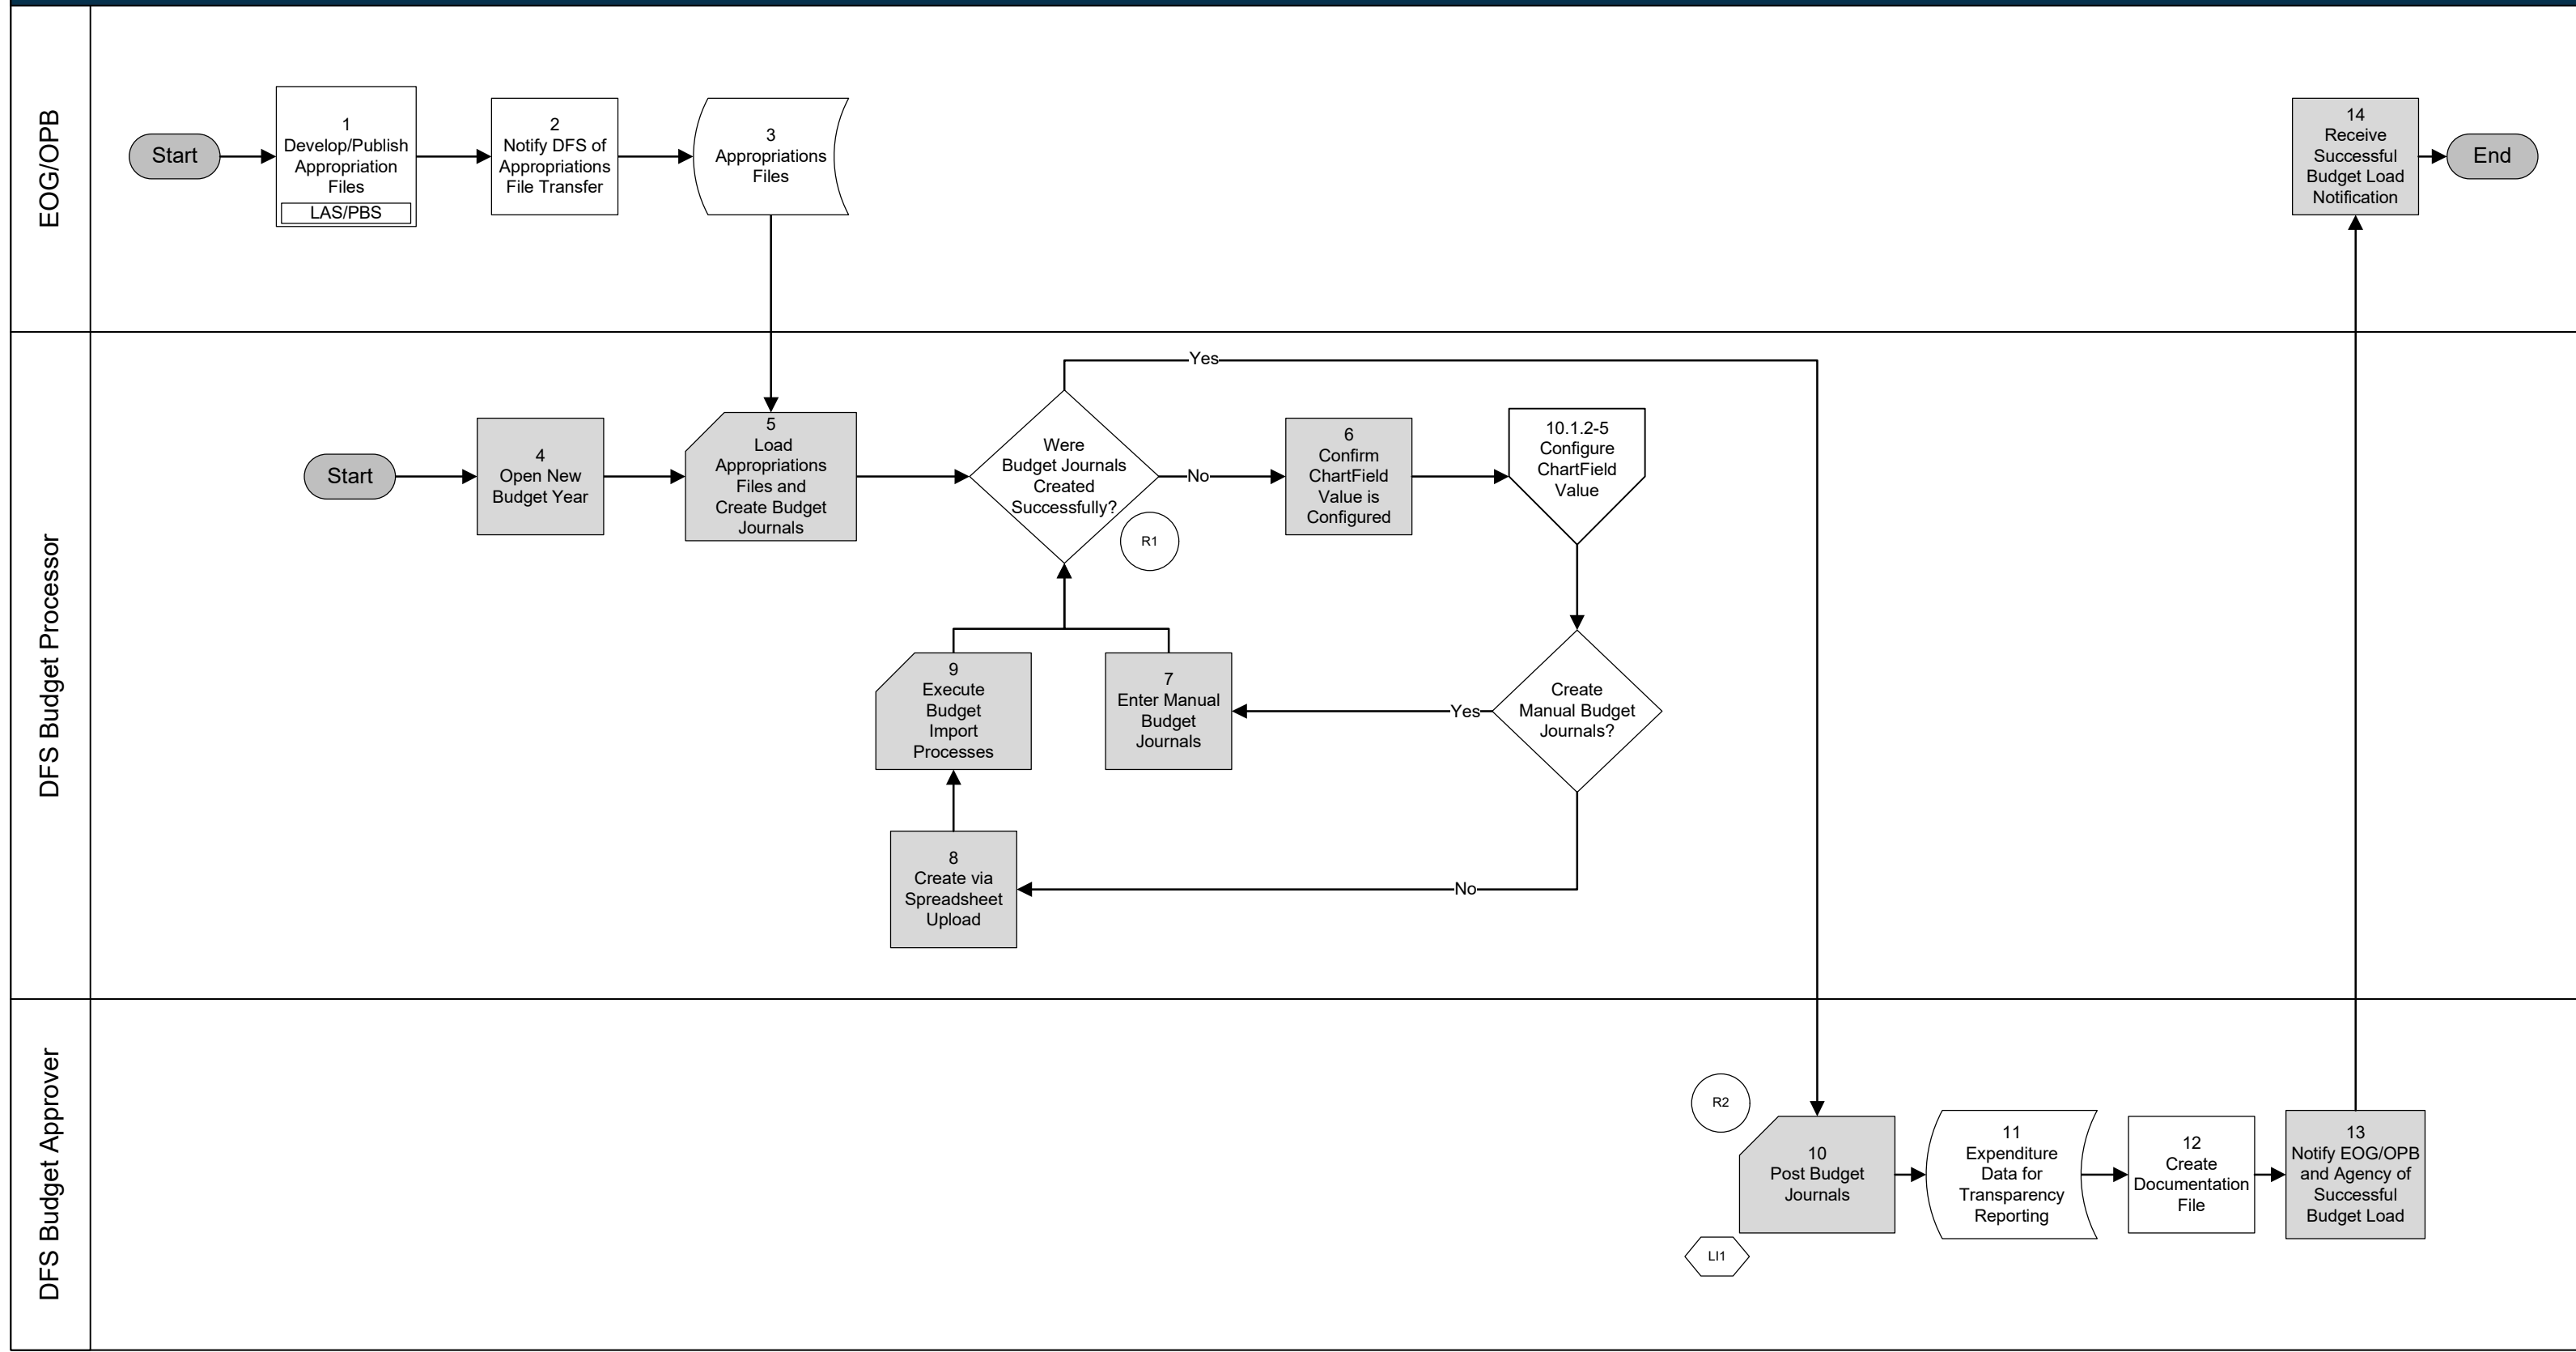 EOG/OPB
Start
1
Develop/Publish
Appropriation
Files
LAS/PBS
2
Notify DFS of
Appropriations
File Transfer
3
Appropriations
Files
14
Receive
Successful
Budget Load
Notification
End
DFS Budget Processor
Start
4
Open New
Budget Year
5
Load
Appropriations
Files and
Create Budget
Journals
Were
Budget Journals
Created
Successfully?
R1
Yes
No
6
Confirm
ChartField
Value is
Configured
10.1.2-5
Configure
ChartField
Value
Create
Manual Budget
Journals?
Yes
No
7
Enter Manual
Budget
Journals
8
Create via
Spreadsheet
Upload
9
Execute
Budget
Import
Processes
DFS Budget Approver
R2
10
Post Budget
Journals
LI1
11
Expenditure
Data for
Transparency
Reporting
12
Create
Documentation
File
13
Notify EOG/OPB
and Agency of
Successful
Budget Load